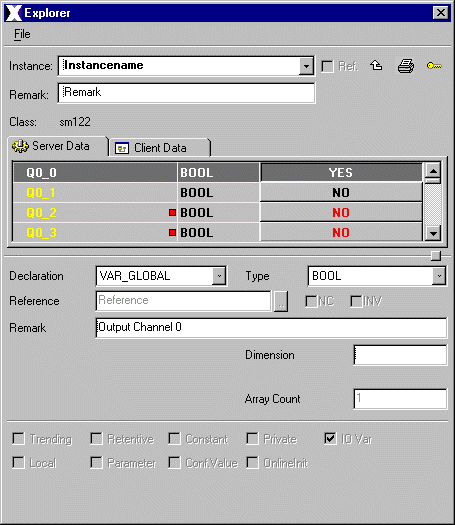 Explorer
File
Instance: Instancename Ref.
Remark: Remark
Class: sm122
Server Data Client Data
Q0_0 BOOL YES
Q0_1 BOOL NO
Q0_2 BOOL NO
Q0_3 BOOL NO
Declaration VAR_GLOBAL Type BOOL
Reference Reference .. NC INV
Remark Output Channel 0
Dimension
Array Count 1
Trending Retentive Constant Private IO Var
Local Parameter Conf.Value OnlineInit